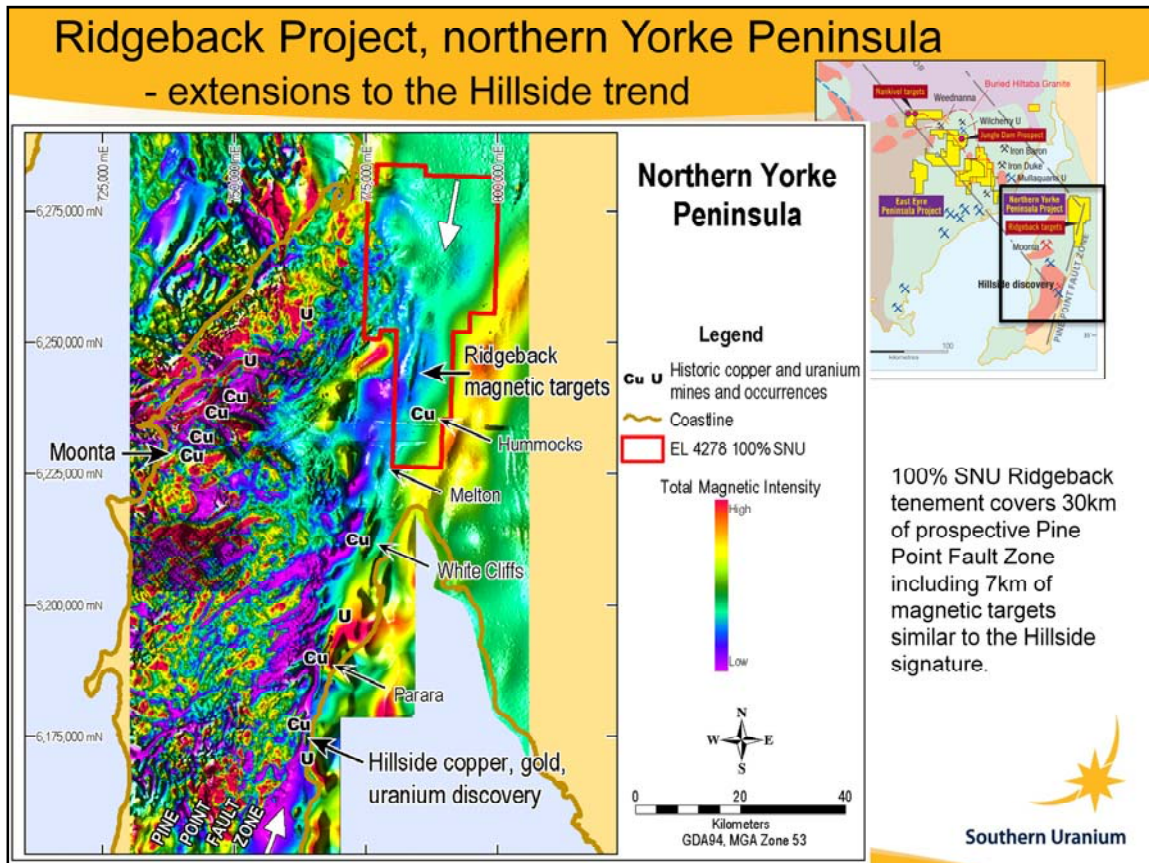 Ridgeback Project, northern Yorke Peninsula
- extensions to the Hillside trend
725,000 mE
750,000 mE
775,000 mE
800,000 mE
6,275,000 mN
6,250,000 mN
6,225,000 mN
6,200,000 mN
6,175,000 mN
U
U
Cu
Cu
Cu
Cu
Moonta
Ridgeback
magnetic targets
Cu
Hummocks
Melton
Cu
White Cliffs
U
Cu
Parara
Cu
U
Hillside copper, gold,
uranium discovery
PINE
POINT
FAULT
ZONE
Northern Yorke
Peninsula
Legend
Cu U Historic copper and uranium
mines and occurrences
Coastline
EL 4278 100% SNU
Total Magnetic Intensity
High
Low
N
W E
S
0 20 40
Kilometers
GDA94, MGA Zone 53
Buried Hiltaba Granite
Nankivel targets
Weednanna
Wilcherry U
Jungle Dam Prospect
Iron Baron
Iron Duke
Mullaquana U
East Eyre
Peninsula Project
Northern Yorke
Peninsula Project
Ridgeback targets
Moonta
Hillside discovery
PINE POINT FAULT ZONE
100
kilometres
100% SNU Ridgeback
tenement covers 30km
of prospective Pine
Point Fault Zone
including 7km of
magnetic targets
similar to the Hillside
signature.
Southern Uranium